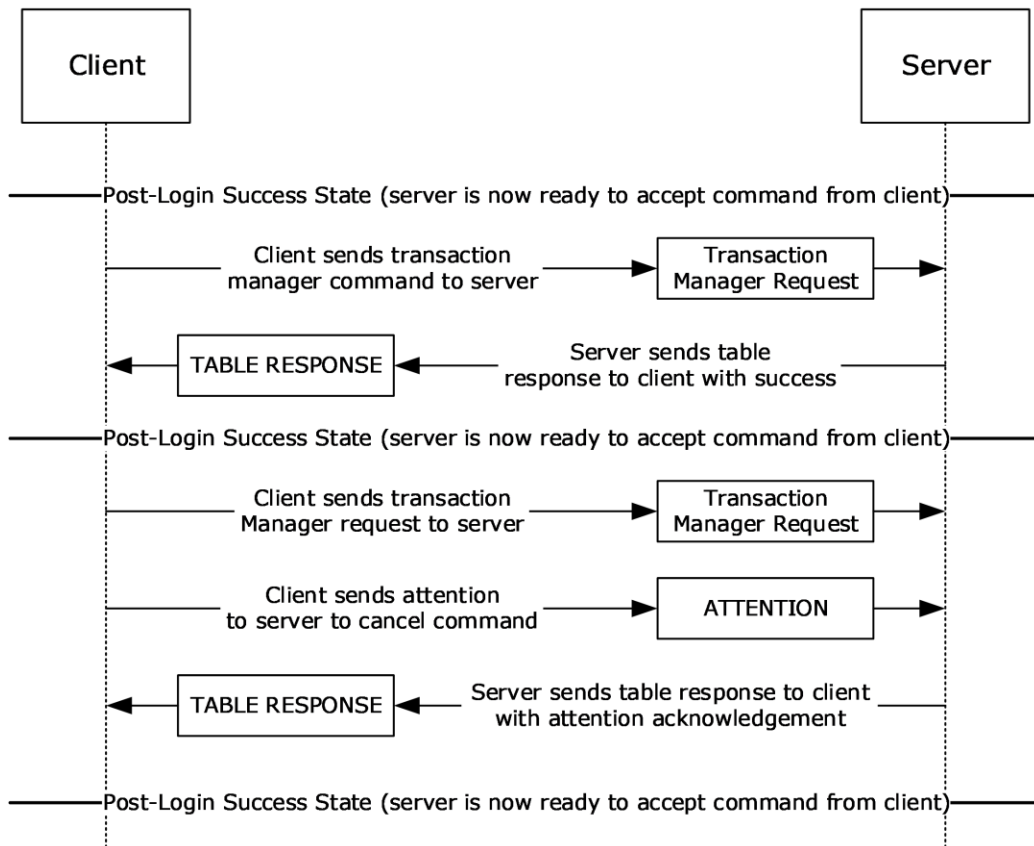 Client
Server
Post-Login Success State (server is now ready to accept command from client)
Client sends transaction
manager command to server
Transaction
Manager Request
TABLE RESPONSE
Server sends table
response to client with success
Post-Login Success State (server is now ready to accept command from client)
Client sends transaction
Manager request to server
Transaction
Manager Request
Client sends attention
to server to cancel command
ATTENTION
TABLE RESPONSE
Server sends table response to client
with attention acknowledgement
Post-Login Success State (server is now ready to accept command from client)